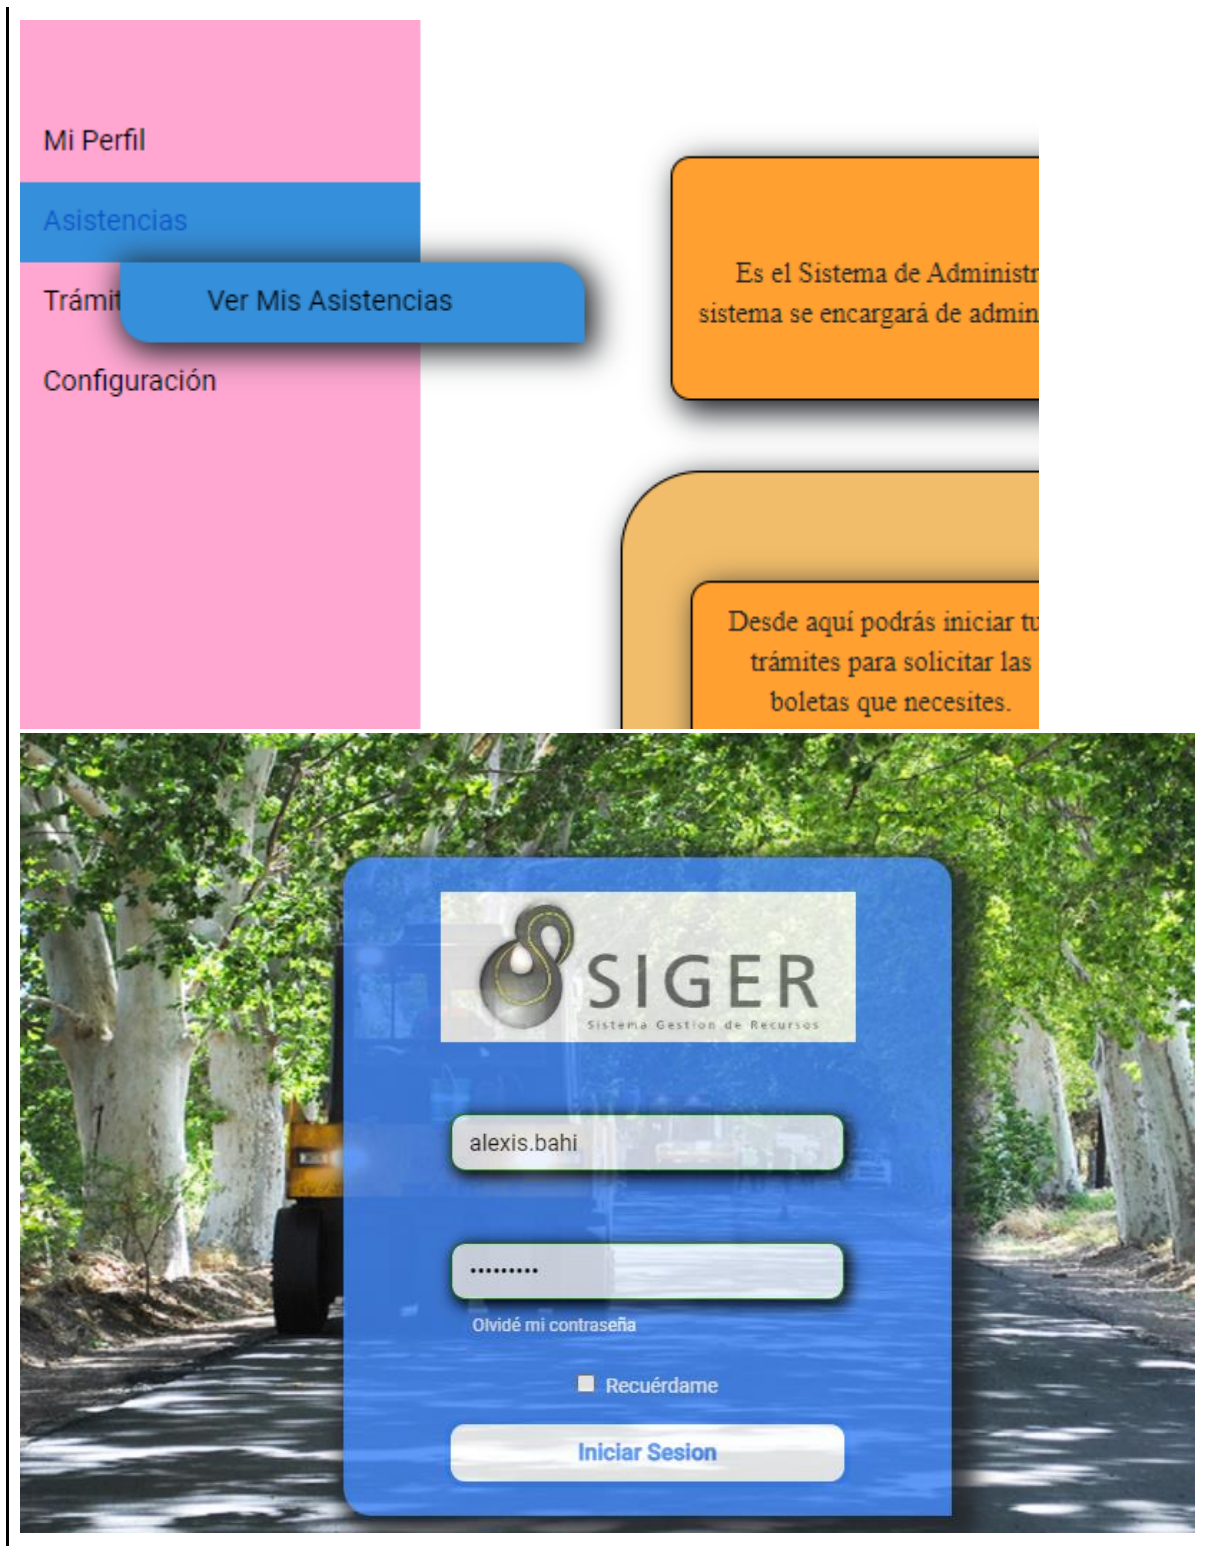 Mi Perfil
Asistencias
Trámit
Ver Mis Asistencias
Configuración
Es el Sistema de Administr
sistema se encargará de admin
Desde aquí podrás iniciar tu
trámites para solicitar las
boletas que necesites.
SIGER
Sistema Gestion de Recursos
alexis.bahi
•••••••••
Olvidé mi contraseña
Recuérdame
Iniciar Sesion